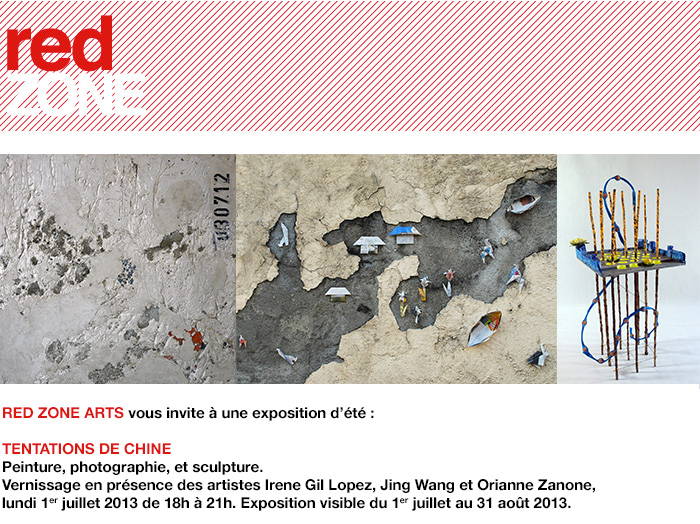 red
ZONE
030712
RED ZONE ARTS vous invite à une exposition d'été :
TENTATIONS DE CHINE
Peinture, photographie, et sculpture.
Vernissage en présence des artistes Irene Gil Lopez, Jing Wang et Orianne Zanone,
lundi 1er juillet 2013 de 18h à 21h. Exposition visible du 1er juillet au 31 août 2013.